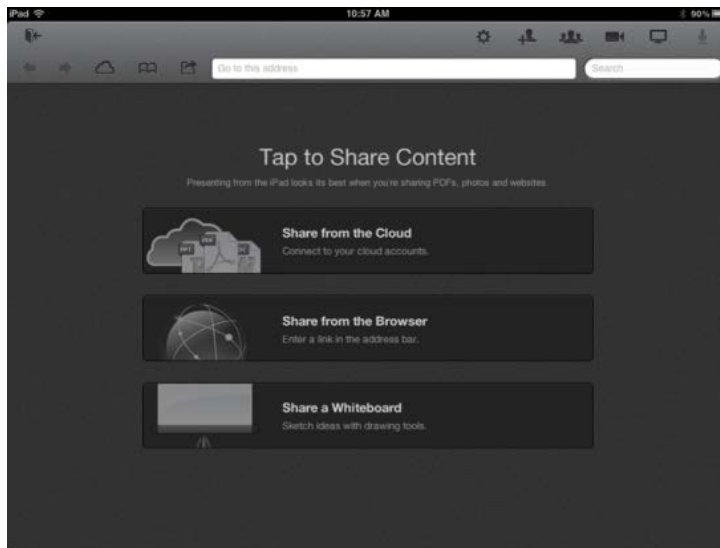 iPad 10:57 AM 90%
Go to this address Search
Tap to Share Content
Presenting from the iPad looks its best when you're sharing PDFs, photos and websites.
Share from the Cloud
Connect to your cloud accounts.
Share from the Browser
Enter a link in the address bar.
Share a Whiteboard
Sketch ideas with drawing tools.